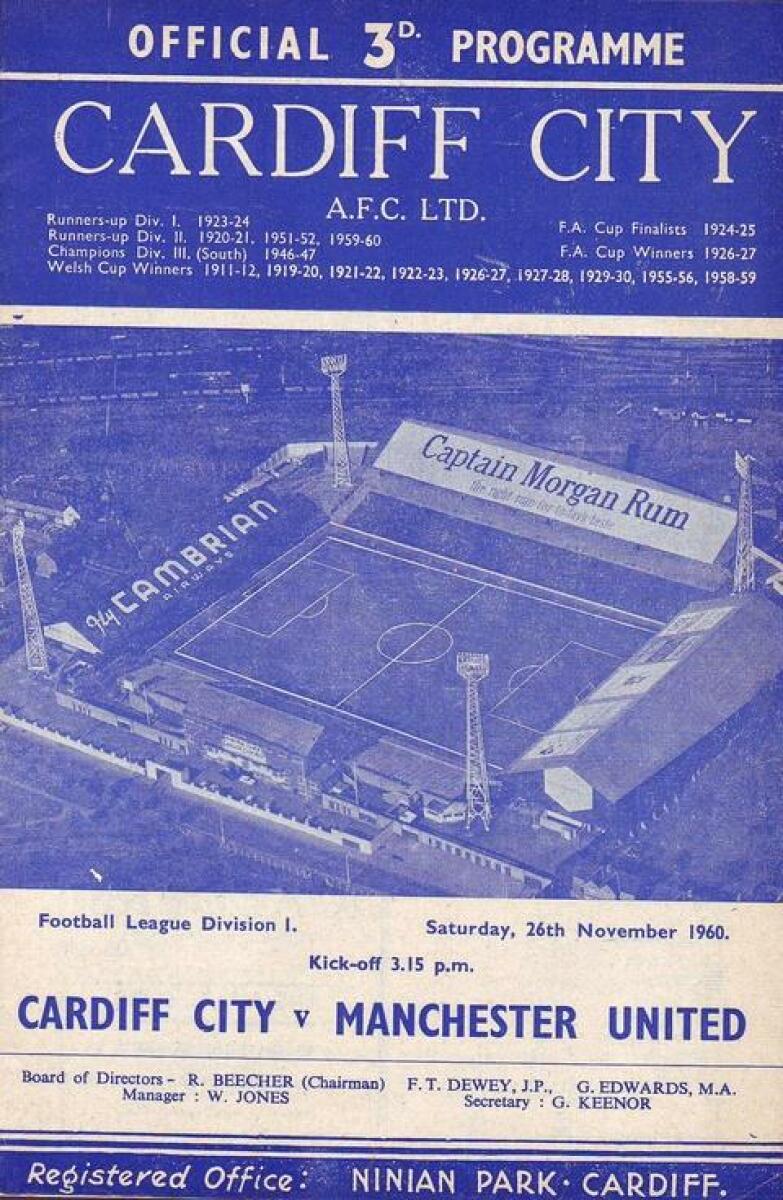 OFFICIAL 3D. PROGRAMME
CARDIFF CITY
A.F.C. LTD.
Runners-up Div. I. 1923-24
Runners-up Div. II. 1920-21, 1951-52, 1959-60
Champions Div. III. (South) 1946-47
F.A. Cup Finalists 1924-25
F.A. Cup Winners 1926-27
Welsh Cup Winners 1911-12, 1919-20, 1921-22, 1922-23, 1926-27, 1927-28, 1929-30, 1955-56, 1958-59
Captain Morgan Rum
the right rum for
fly CAMBRIAN
AIRWAYS
Football League Division I. Saturday, 26th November 1960.
Kick-off 3.15 p.m.
CARDIFF CITY v MANCHESTER UNITED
Board of Directors - R. BEECHER (Chairman) F. T. DEWEY, J.P., G. EDWARDS, M.A.
Manager : W. JONES Secretary : G. KEENOR
Registered Office: NINIAN PARK · CARDIFF.